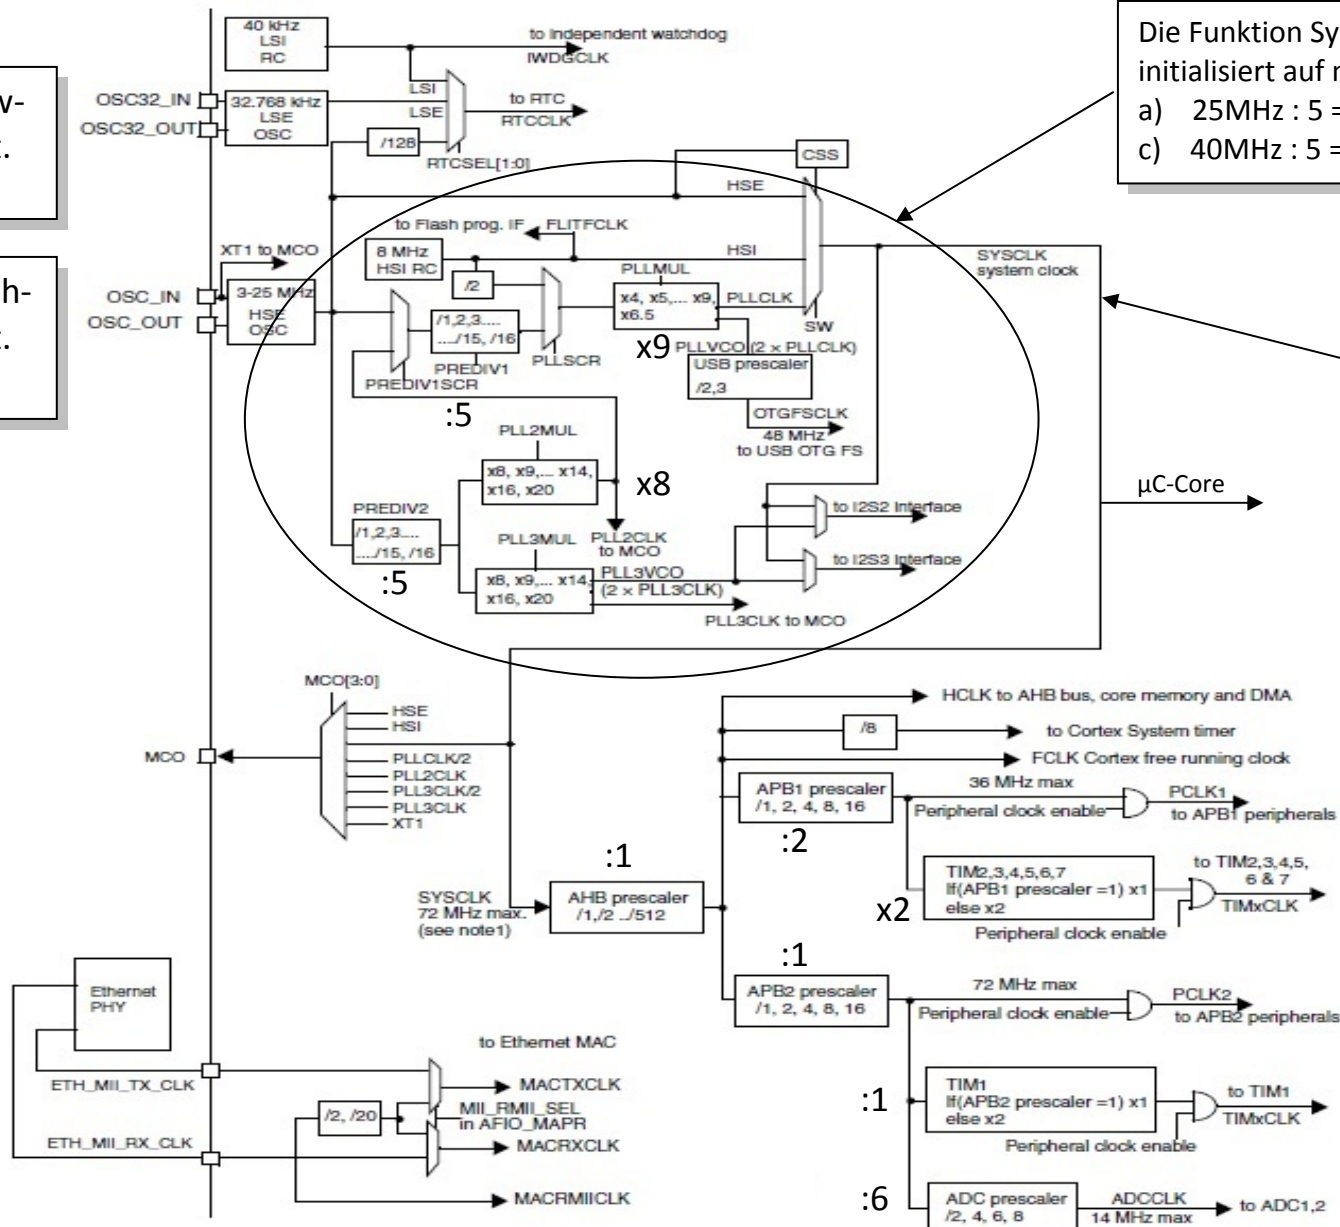 40 kHz
LSI
RC
to Independent watchdog
IWDGCLK
Die Funktion Sy
initialisiert auf r
a) 25MHz : 5 =
c) 40MHz : 5 =
w-
t.
h-
t.
OSC32_IN
OSC32_OUT
32.768 kHz
LSE
OSC
LSI
LSE
/128
to RTC
RTCCLK
RTCSEL[1:0]
CSS
HSE
to Flash prog. IF
FLITFCLK
XT1 to MCO
8 MHz
HSI RC
/2
HSI
SYSCLK
system clock
OSC_IN
OSC_OUT
3-25 MHz
HSE
OSC
PLLMUL
x4, x5,... x9,
x6.5
PLLCLK
SW
/1,2,3....
..../15, /16
PREDIV1
PLLSCR
PREDIV1SCR
x9
PLLVCO (2 × PLLCLK)
USB prescaler
/2,3
:5
OTGFSCLK
48 MHz
to USB OTG FS
PLL2MUL
x8, x9,... x14,
x16, x20
x8
PLL2CLK
to MCO
PREDIV2
/1,2,3....
..../15, /16
:5
PLL3MUL
x8, x9,... x14,
x16, x20
PLL3VCO
(2 × PLL3CLK)
PLL3CLK to MCO
to I2S2 interface
to I2S3 interface
µC-Core
MCO[3:0]
MCO
HSE
HSI
PLLCLK/2
PLL2CLK
PLL3CLK/2
PLL3CLK
XT1
HCLK to AHB bus, core memory and DMA
/8
to Cortex System timer
FCLK Cortex free running clock
APB1 prescaler
/1, 2, 4, 8, 16
:2
36 MHz max
Peripheral clock enable
PCLK1
to APB1 peripherals
SYSCLK
72 MHz max.
(see note1)
:1
AHB prescaler
/1,/2 ../512
x2
TIM2,3,4,5,6,7
If(APB1 prescaler =1) x1
else x2
to TIM2,3,4,5,
6 & 7
TIMxCLK
Peripheral clock enable
:1
APB2 prescaler
/1, 2, 4, 8, 16
72 MHz max
Peripheral clock enable
PCLK2
to APB2 peripherals
Ethernet
PHY
to Ethernet MAC
ETH_MII_TX_CLK
MACTXCLK
/2, /20
MII_RMII_SEL
in AFIO_MAPR
ETH_MII_RX_CLK
MACRXCLK
MACRMIICLK
:1
TIM1
If(APB2 prescaler =1) x1
else x2
to TIM1
TIMxCLK
Peripheral clock enable
:6
ADC prescaler
/2, 4, 6, 8
ADCCLK
14 MHz max
to ADC1,2